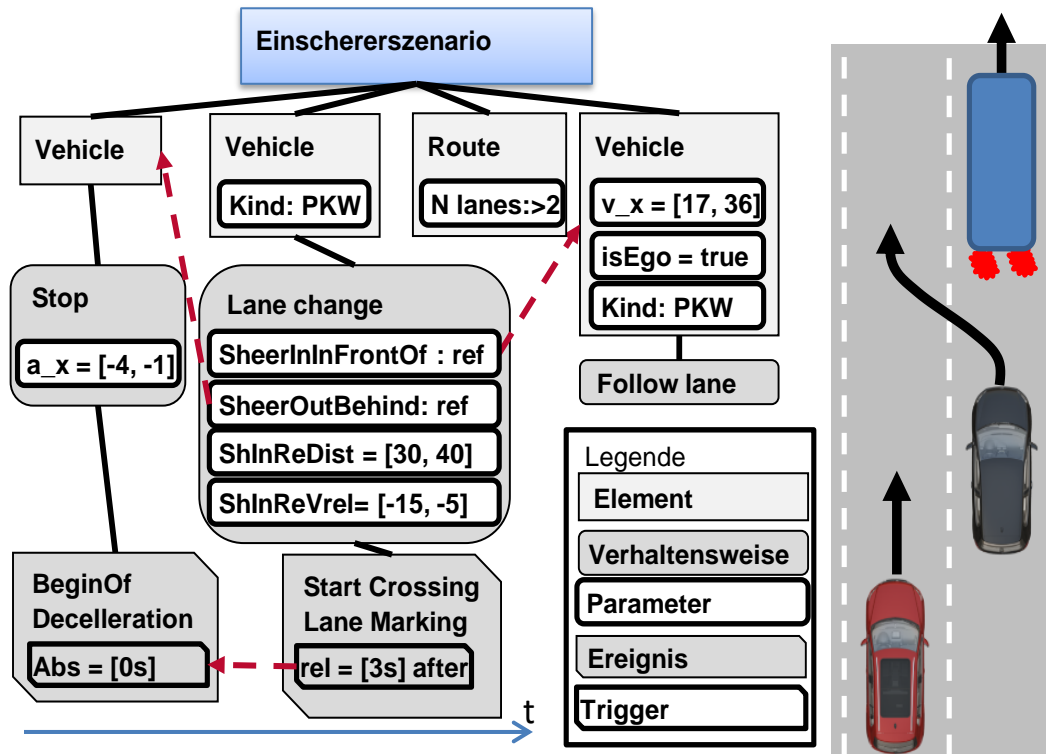 Einschererszenario
Vehicle
Stop
a_x = [-4, -1]
BeginOf
Decelleration
Abs = [0s]
Vehicle
Kind: PKW
Lane change
SheerInInFrontOf : ref
SheerOutBehind: ref
ShInReDist = [30, 40]
ShInReVrel= [-15, -5]
Start Crossing
Lane Marking
rel = [3s] after
Route
N lanes:>2
Vehicle
v_x = [17, 36]
isEgo = true
Kind: PKW
Follow lane
Legende
Element
Verhaltensweise
Parameter
Ereignis
Trigger
t